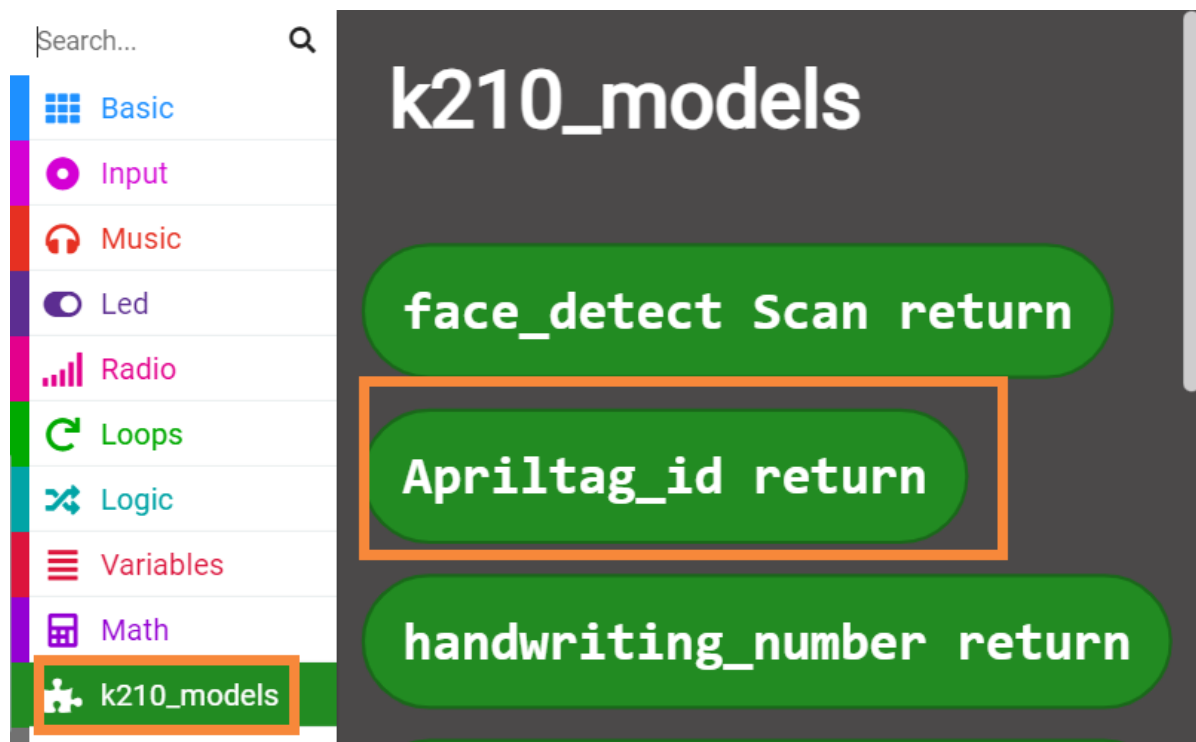 Search...
Basic
Input
Music
Led
Radio
Loops
Logic
Variables
Math
k210_models
k210_models
face_detect Scan return
Apriltag_id return
handwriting_number return